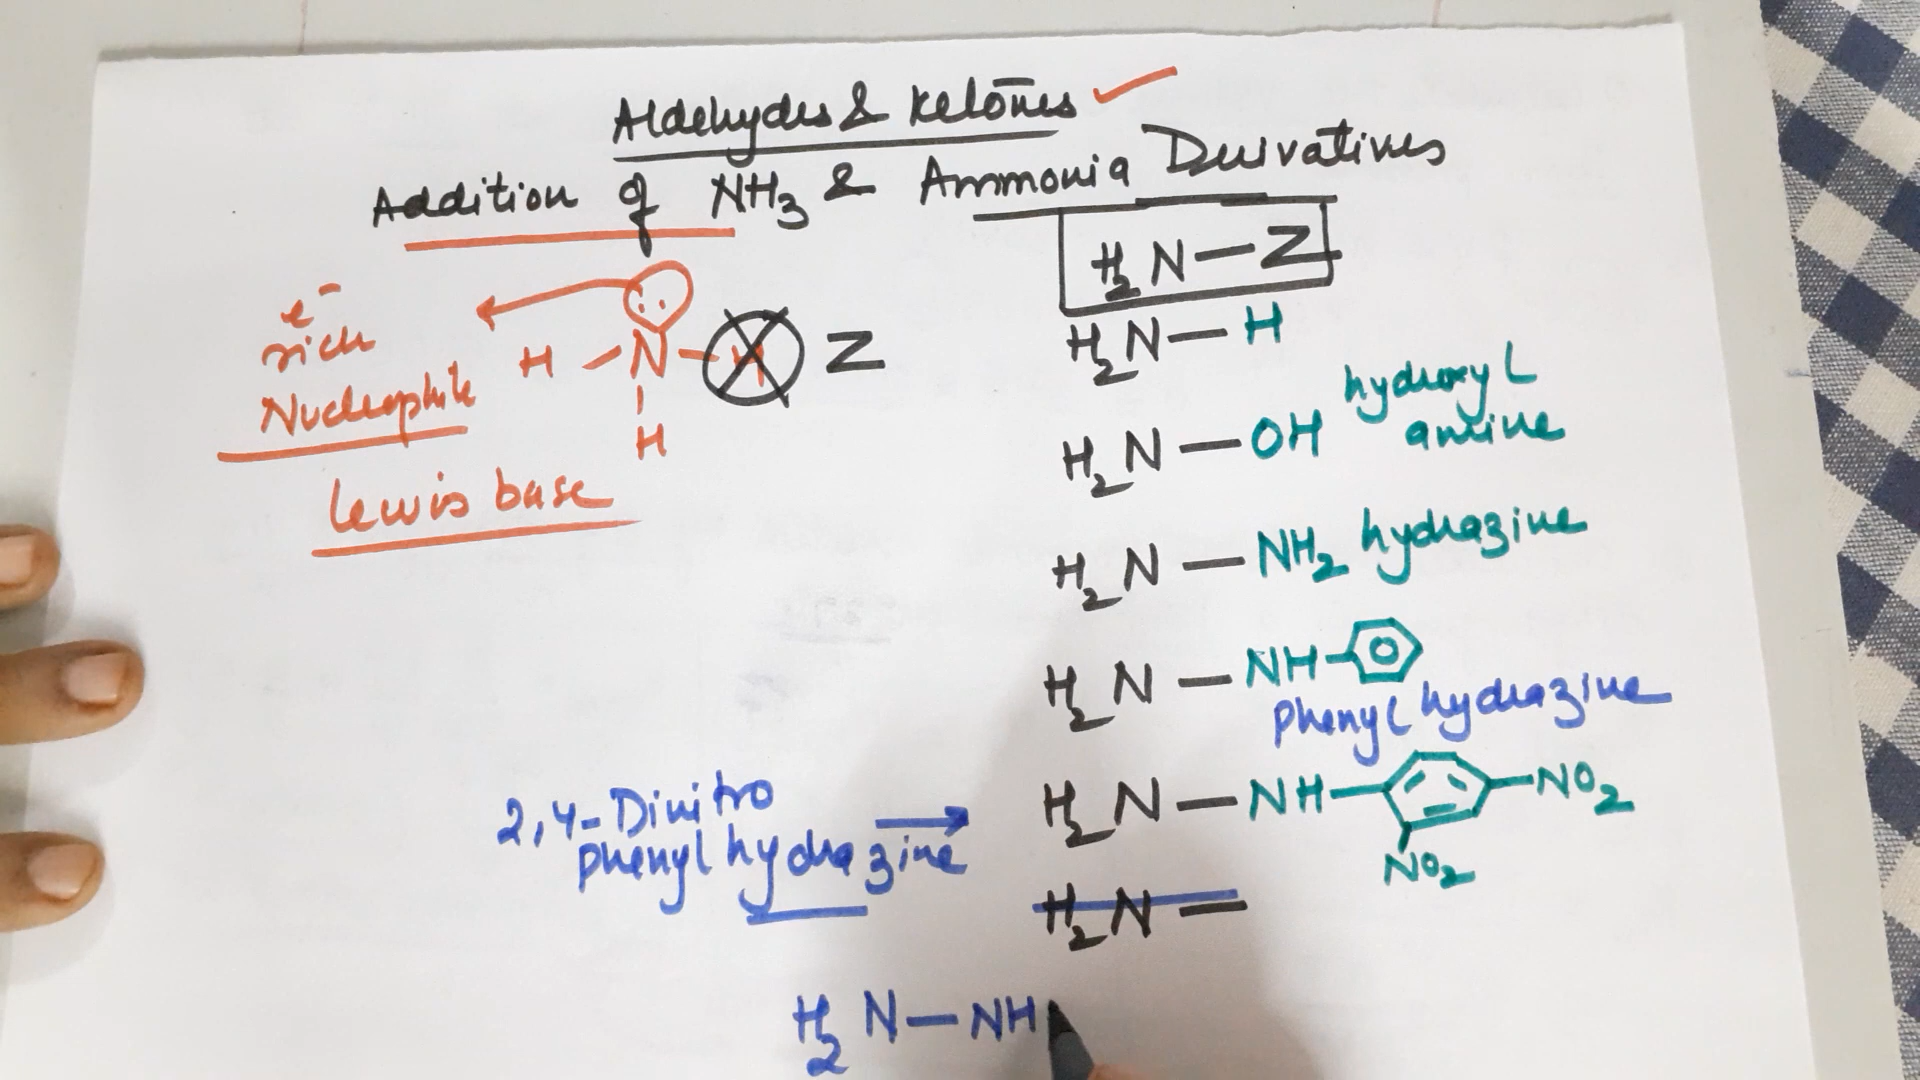 Aldehydes & Ketones
Addition of NH3 & Ammonia Derivatives
H2N—Z
e-
rich
Nucleophile
Lewis base
:
H – N – H Z
H
H2N—H
H2N—OH hydroxyl
amine
H2N—NH2 hydrazine
H2N—NH
Phenyl hydrazine
2,4-Dinitro
phenyl hydrazine →
H2N—NH—NO2
NO2
H2N—
H2N—NH